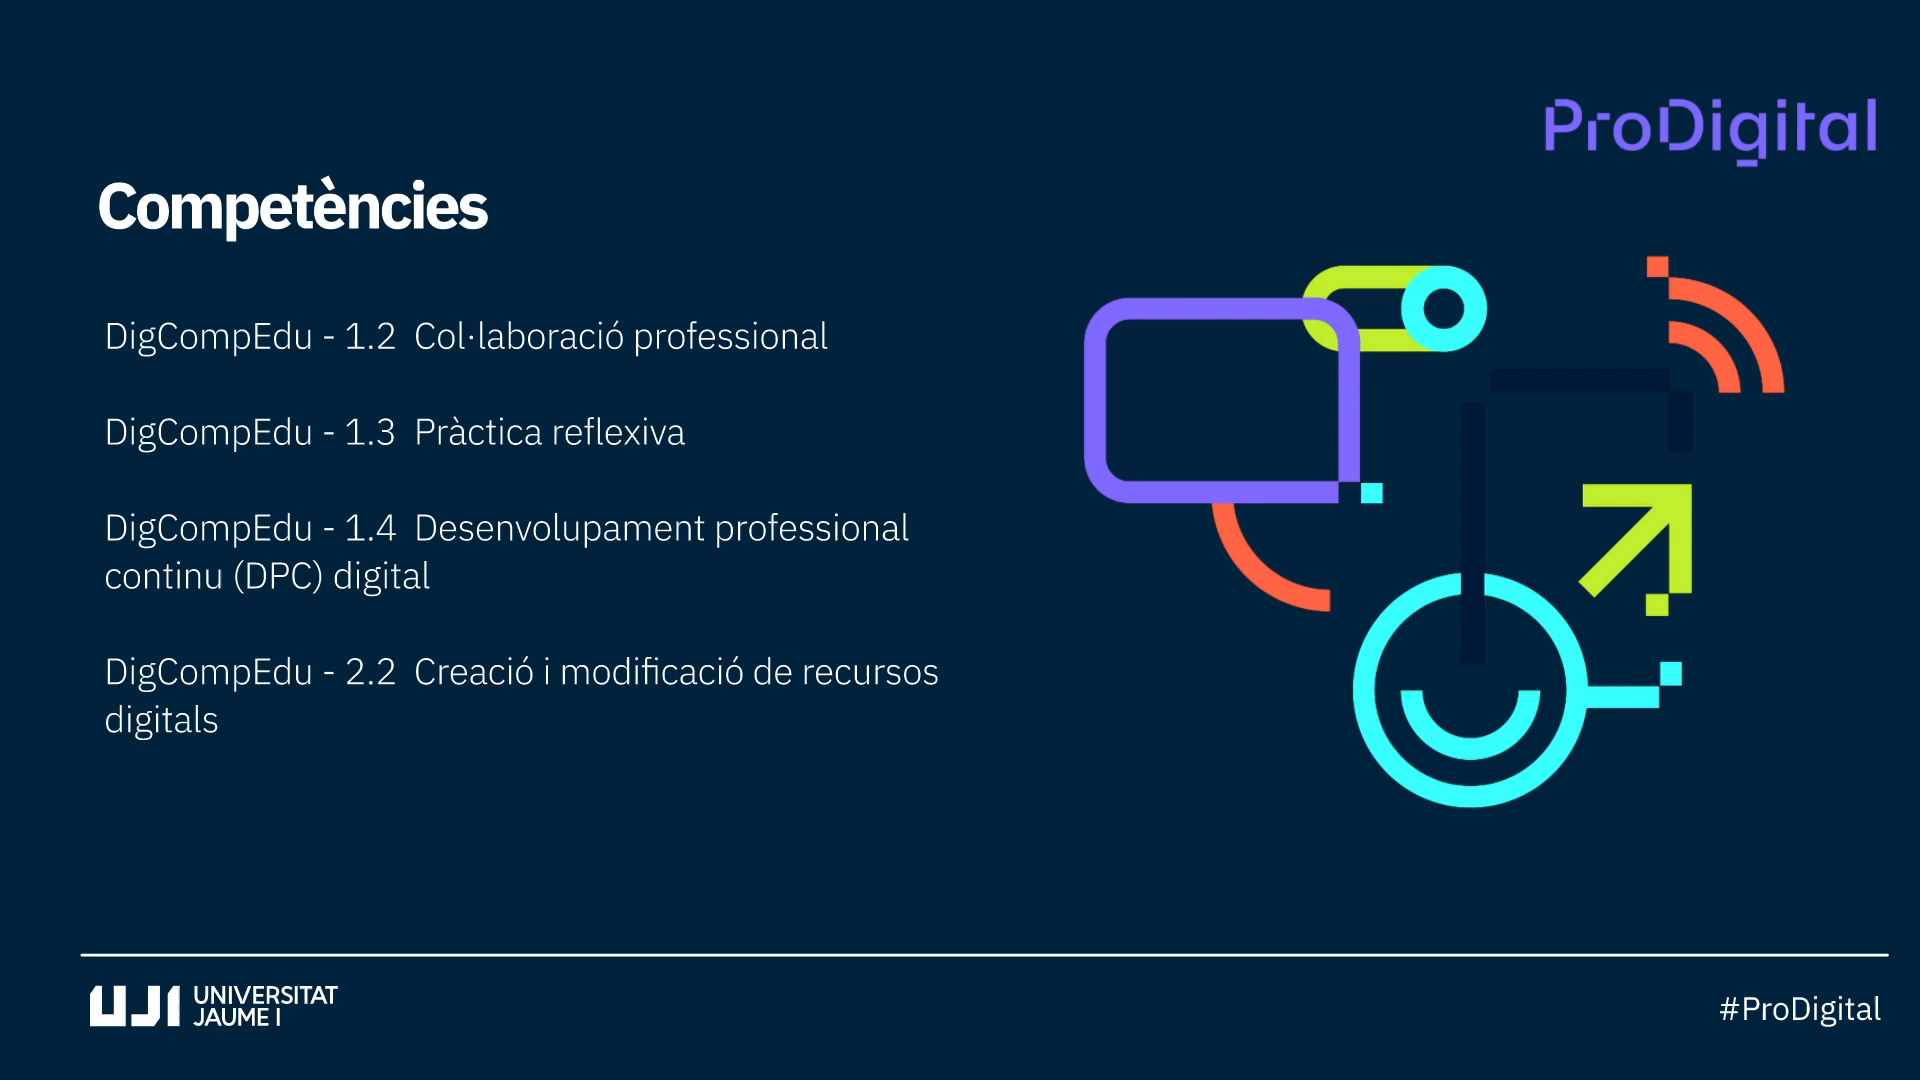 ProDigital
Competències
DigCompEdu - 1.2 Col·laboració professional
DigCompEdu - 1.3 Pràctica reflexiva
DigCompEdu - 1.4 Desenvolupament professional
continu (DPC) digital
DigCompEdu - 2.2 Creació i modificació de recursos
digitals
UJI UNIVERSITAT
JAUME I
#ProDigital